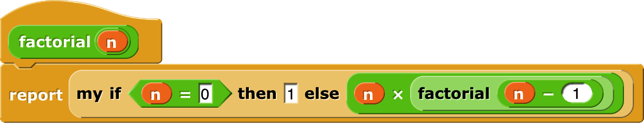 factorial n
report my if n = 0 then 1 else n × factorial n − 1